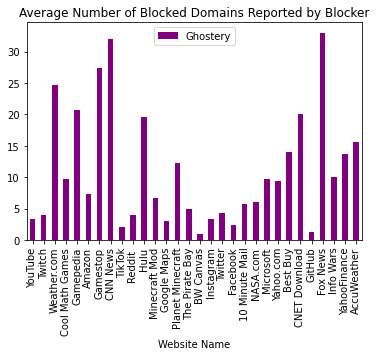 Average Number of Blocked Domains Reported by Blocker
Ghostery
30
25
20
15
10
5
0
YouTube
Twitch
Weather.com
Cool Math Games
Gamepedia
Amazon
Gamestop
CNN News
TikTok
Reddit
Hulu
Minecraft Mod
Google Maps
Planet Minecraft
The Pirate Bay
BW Canvas
Instagram
Twitter
Facebook
10 Minute Mail
NASA.com
Microsoft
Yahoo.com
Best Buy
CNET Download
GitHub
Fox News
Info Wars
YahooFinance
AccuWeather
Website Name